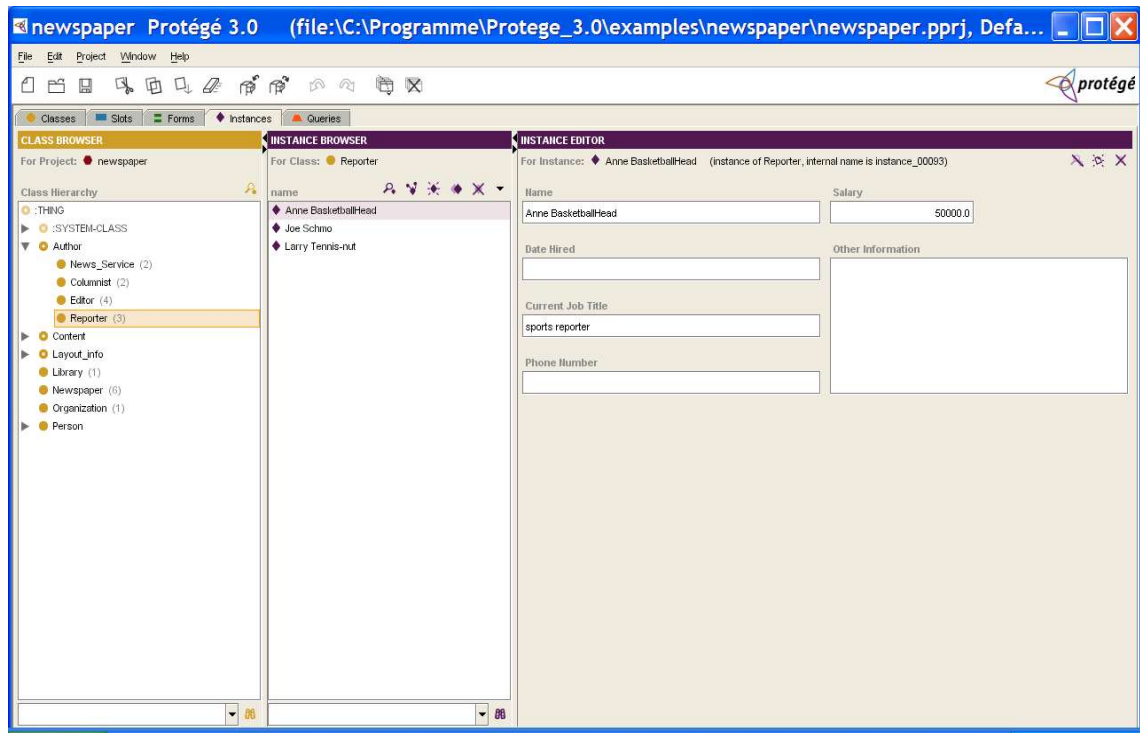 newspaper Protégé 3.0 (file:\C:\Programme\Protege_3.0\examples\newspaper\newspaper.pprj, Defa...
File Edit Project Window Help
protégé
Classes Slots Forms Instances Queries
CLASS BROWSER
For Project: newspaper
Class Hierarchy
:THING
:SYSTEM-CLASS
Author
News_Service (2)
Columnist (2)
Editor (4)
Reporter (3)
Content
Layout_info
Library (1)
Newspaper (6)
Organization (1)
Person
INSTANCE BROWSER
For Class: Reporter
name
Anne BasketballHead
Joe Schmo
Larry Tennis-nut
INSTANCE EDITOR
For Instance: Anne BasketballHead (instance of Reporter, internal name is instance_00093)
Name
Anne BasketballHead
Salary
50000.0
Date Hired
Other Information
Current Job Title
sports reporter
Phone Number